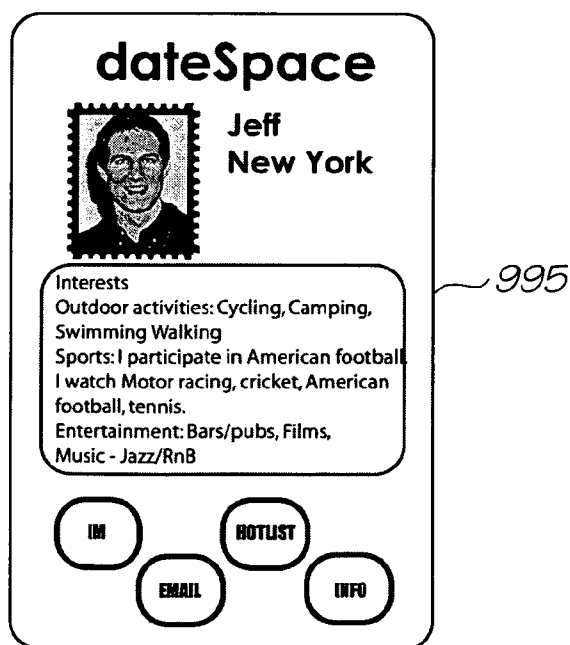 dateSpace
Jeff
New York
995
Interests
Outdoor activities: Cycling, Camping,
Swimming Walking
Sports: I participate in American football.
I watch Motor racing, cricket, American
football, tennis.
Entertainment: Bars/pubs, Films,
Music - Jazz/RnB
IM
HOTLIST
EMAIL
INFO